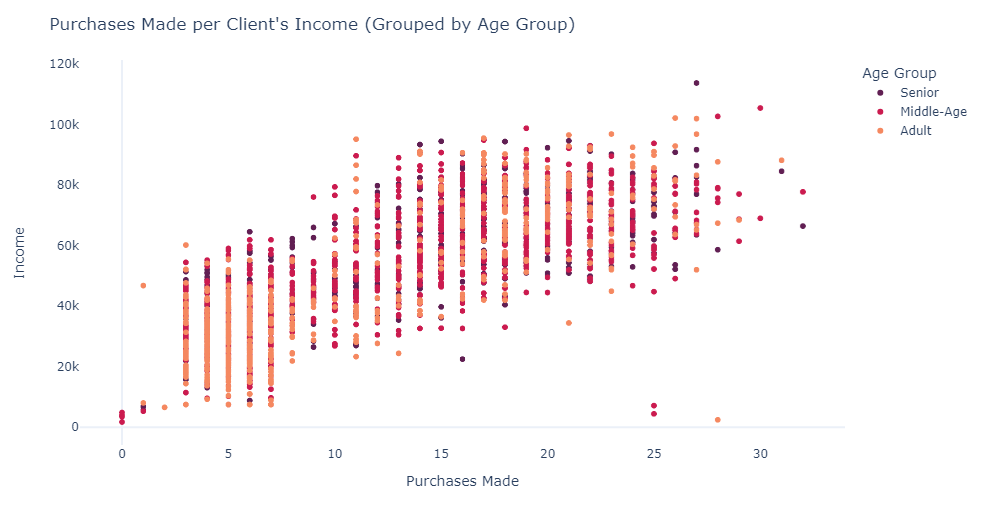 Purchases Made per Client's Income (Grouped by Age Group)
120k
100k
80k
60k
40k
20k
0
Income
0 5 10 15 20 25 30
Purchases Made
Age Group
Senior
Middle-Age
Adult